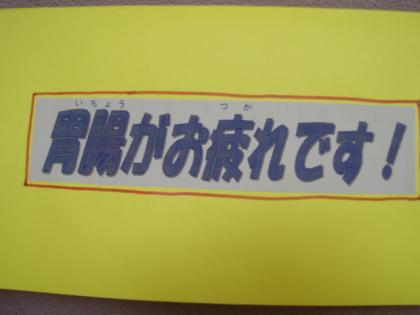 いちょう つか
胃腸がお疲れです！